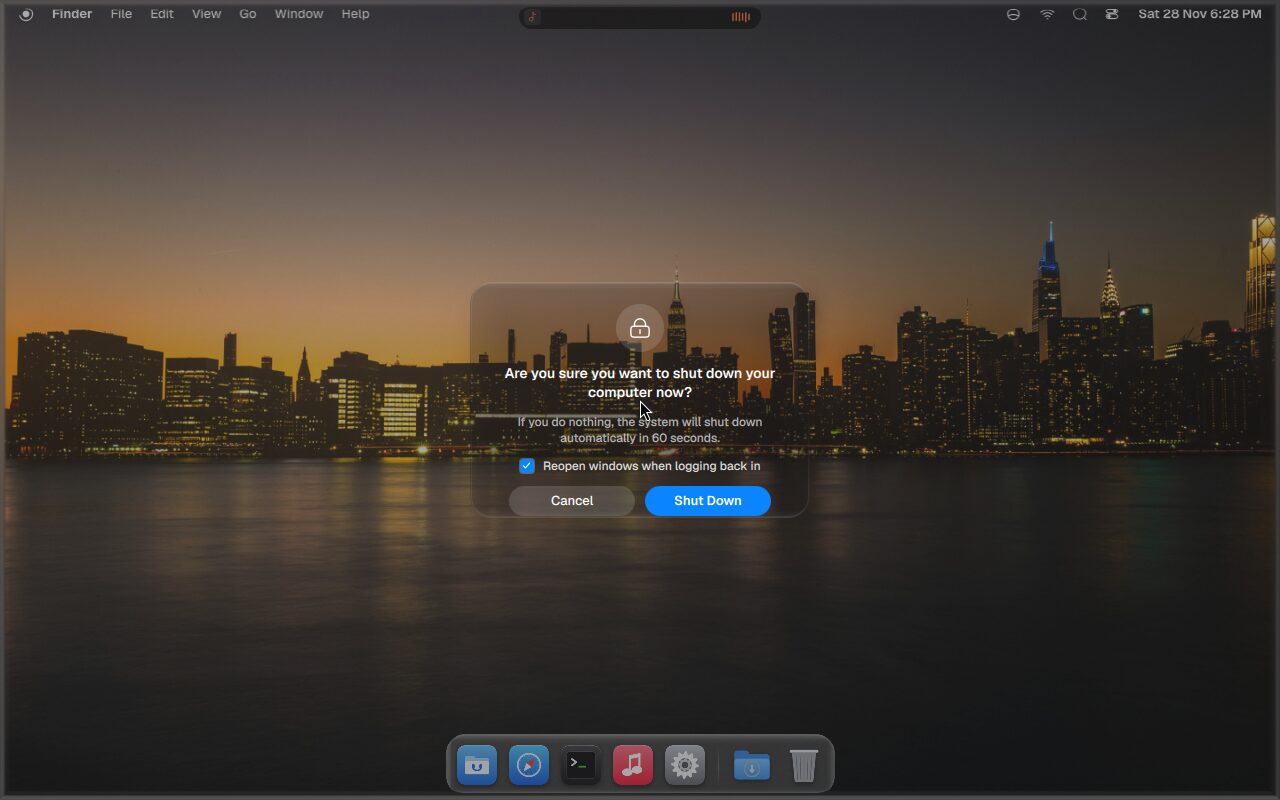 Finder File Edit View Go Window Help
Sat 28 Nov 6:28 PM
Are you sure you want to shut down your
computer now?
If you do nothing, the system will shut down
automatically in 60 seconds.
Reopen windows when logging back in
Cancel
Shut Down